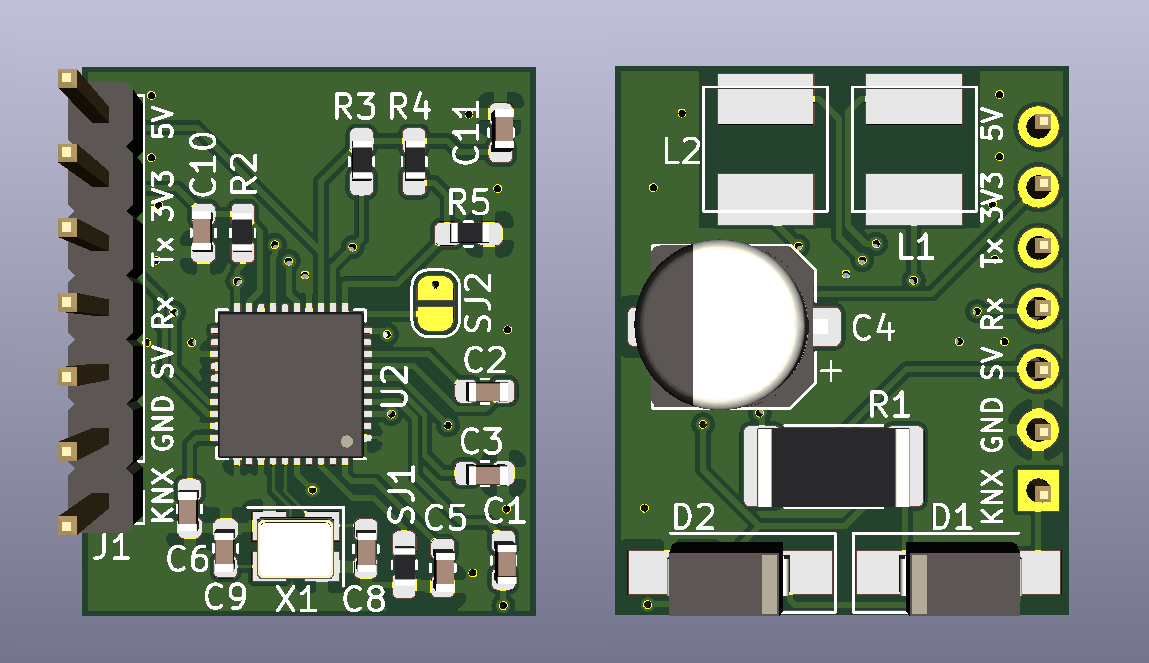 R3
R4
C11
5V
C10
R2
3V3
R5
Tx
SJ2
Rx
SV
C2
U2
GND
C3
KNX
SJ1
C1
C5
J1
C6
C9
X1
C8
5V
L2
3V3
L1
Tx
Rx
C4
SV
+
R1
GND
KNX
D2
D1